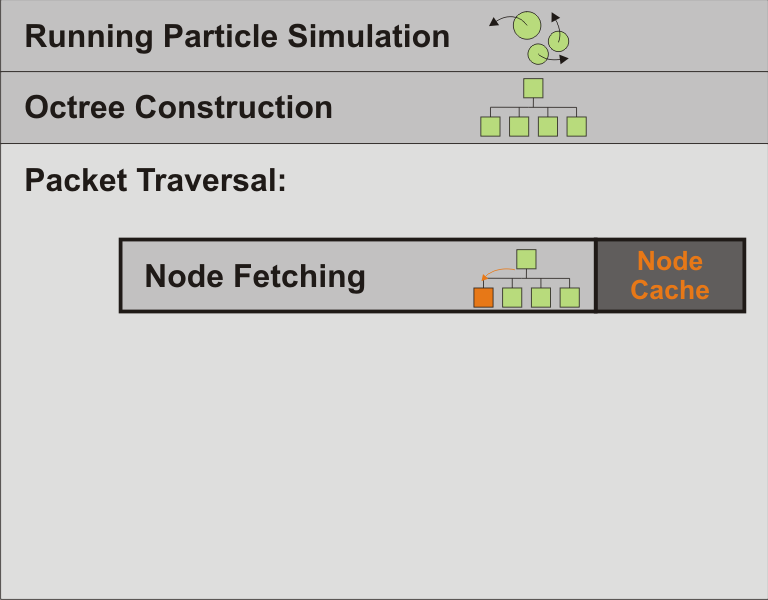 Running Particle Simulation
Octree Construction
Packet Traversal:
Node Fetching
Node
Cache